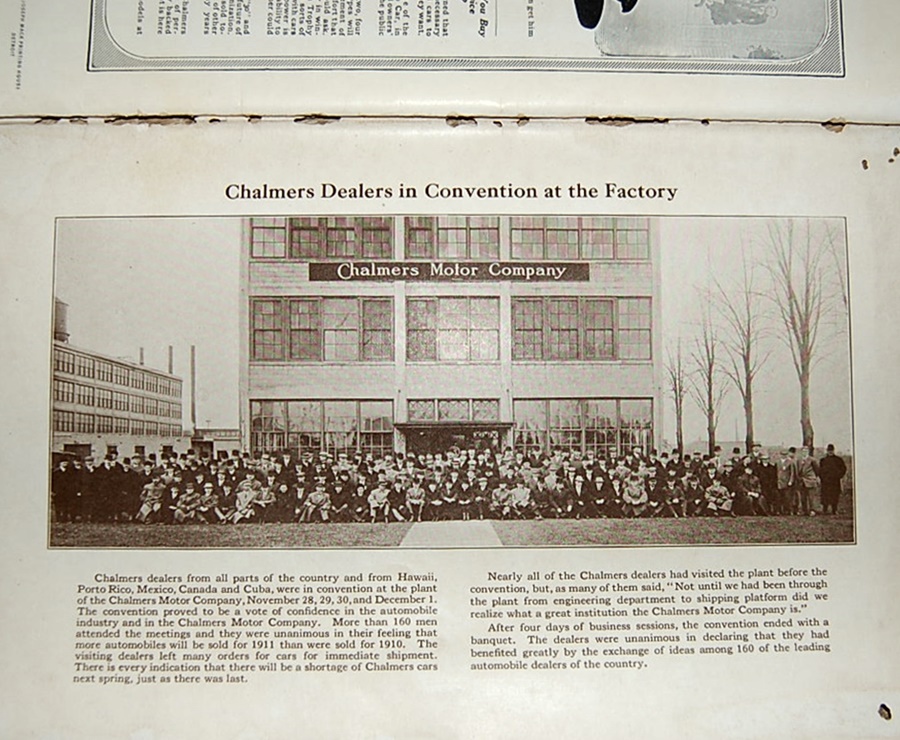 Chalmers Dealers in Convention at the Factory
Chalmers Motor Company
Chalmers dealers from all parts of the country and from Hawaii,
Porto Rico, Mexico, Canada and Cuba, were in convention at the plant
of the Chalmers Motor Company, November 28, 29, 30, and December 1.
The convention proved to be a vote of confidence in the automobile
industry and in the Chalmers Motor Company. More than 160 men
attended the meetings and they were unanimous in their feeling that
more automobiles will be sold for 1911 than were sold for 1910. The
visiting dealers left many orders for cars for immediate shipment.
There is every indication that there will be a shortage of Chalmers cars
next spring, just as there was last.
Nearly all of the Chalmers dealers had visited the plant before the
convention, but, as many of them said, "Not until we had been through
the plant from engineering department to shipping platform did we
realize what a great institution the Chalmers Motor Company is."
After four days of business sessions, the convention ended with a
banquet. The dealers were unanimous in declaring that they had
benefited greatly by the exchange of ideas among 160 of the leading
automobile dealers of the country.